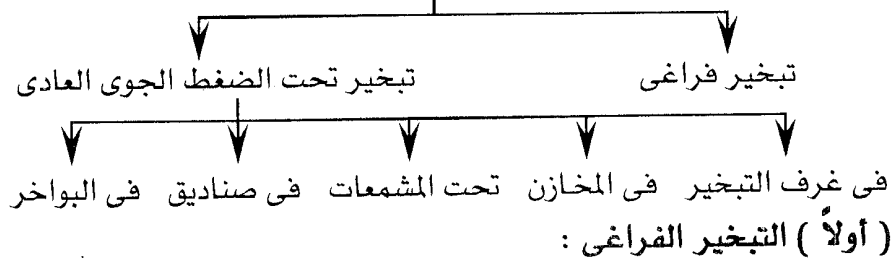 تبخير فراغى تبخير تحت الضغط الجوى العادى
فى غرف التبخير فى المخازن تحت المشمعات فى صناديق فى البواخر
( أولاً ) التبخير الفراغى :